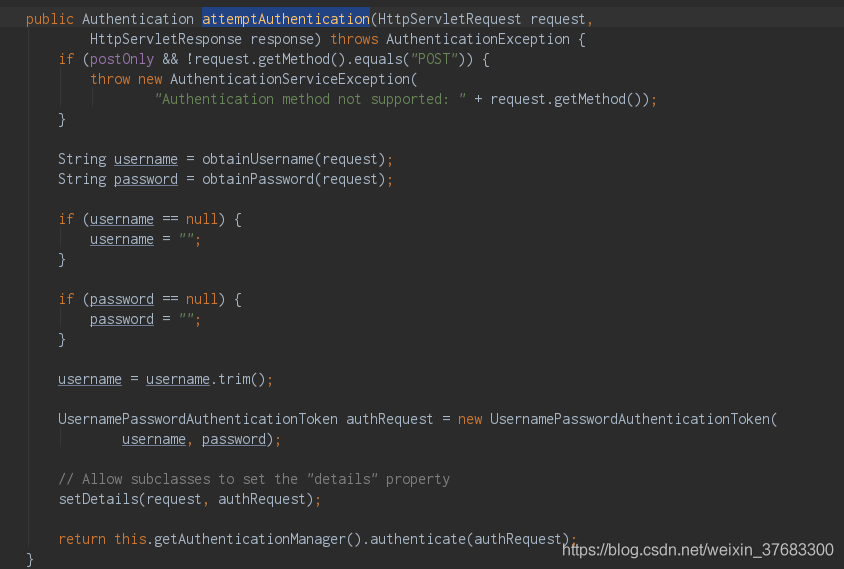 public Authentication attemptAuthentication(HttpServletRequest request,
HttpServletResponse response) throws AuthenticationException {
if (postOnly && !request.getMethod().equals("POST")) {
throw new AuthenticationServiceException(
"Authentication method not supported: " + request.getMethod());
}
String username = obtainUsername(request);
String password = obtainPassword(request);
if (username == null) {
username = "";
}
if (password == null) {
password = "";
}
username = username.trim();
UsernamePasswordAuthenticationToken authRequest = new UsernamePasswordAuthenticationToken(
username, password);
// Allow subclasses to set the "details" property
setDetails(request, authRequest);
return this.getAuthenticationManager().authenticate(authRequest);
https://blog.csdn.net/weixin_37683300
}